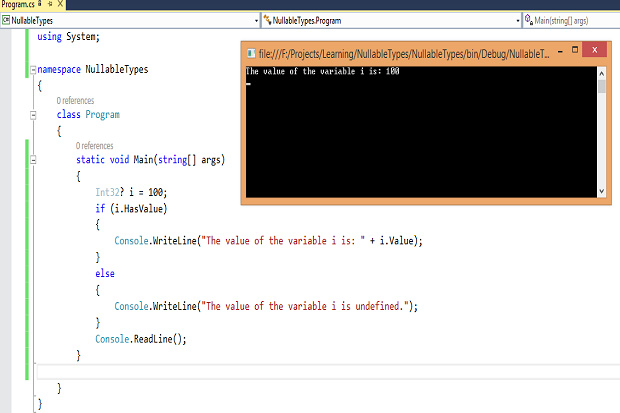 Program.cs
NullableTypes
NullableTypes.Program
Main(string[] args)
using System;
file:///F:/Projects/Learning/NullableTypes/NullableTypes/bin/Debug/NullableT...
The value of the variable i is: 100
namespace NullableTypes
{
0 references
class Program
{
0 references
static void Main(string[] args)
{
Int32? i = 100;
if (i.HasValue)
{
Console.WriteLine("The value of the variable i is: " + i.Value);
}
else
{
Console.WriteLine("The value of the variable i is undefined.");
}
Console.ReadLine();
}
}
}